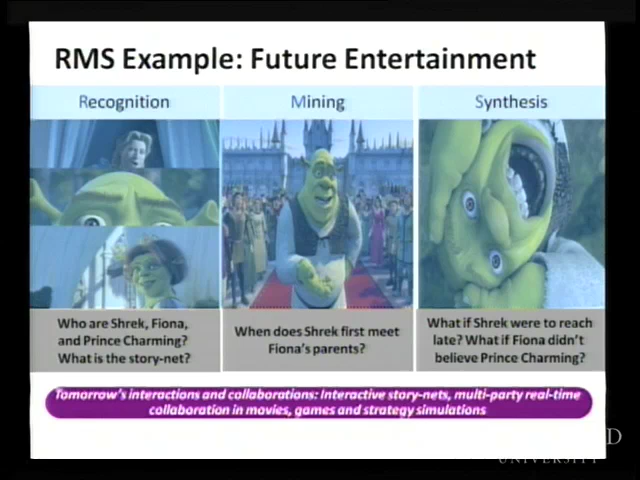 RMS Example: Future Entertainment
Recognition
Mining
Synthesis
Who are Shrek, Fiona,
and Prince Charming?
What is the story-net?
When does Shrek first meet
Fiona's parents?
What if Shrek were to reach
late? What if Fiona didn't
believe Prince Charming?
Tomorrow's interactions and collaborations: Interactive story-nets, multi-party real-time
collaboration in movies, games and strategy simulations
D
UNIVERSITY